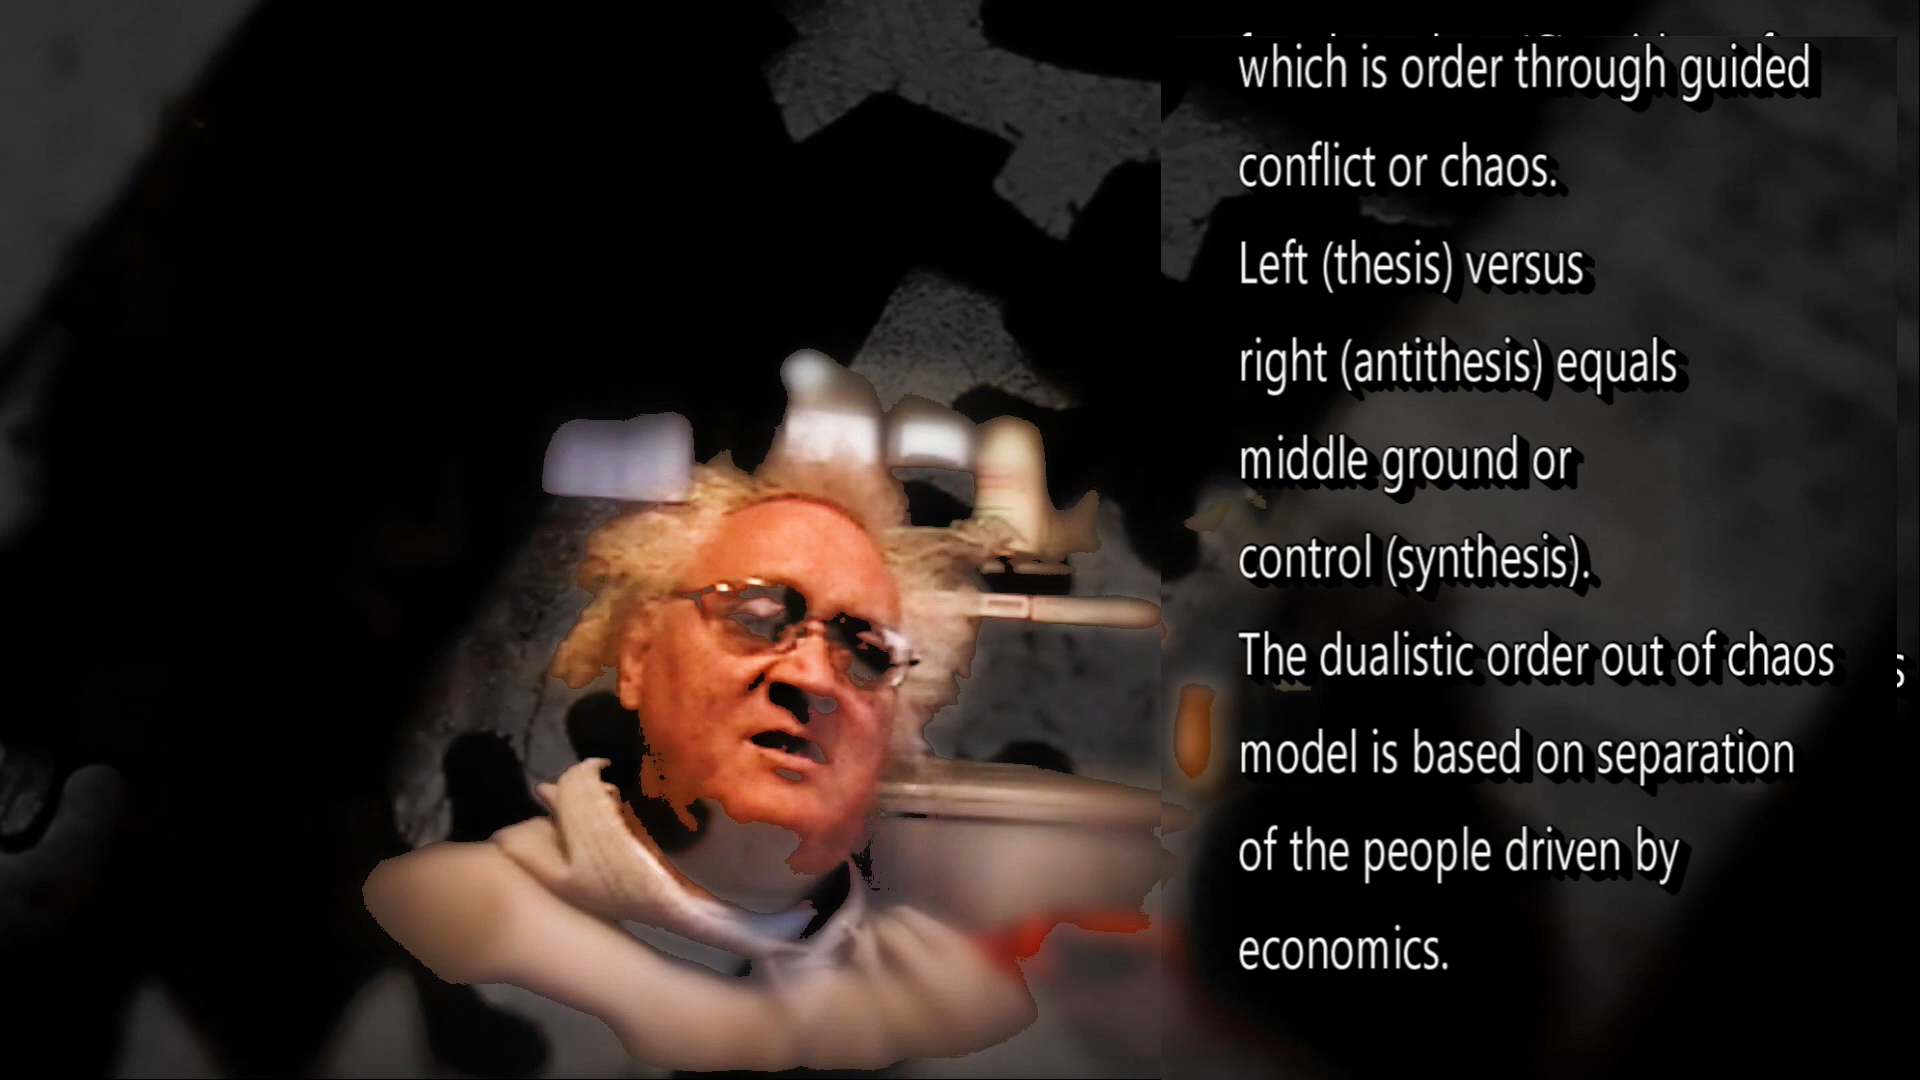 which is order through guided
conflict or chaos.
Left (thesis) versus
right (antithesis) equals
middle ground or
control (synthesis).
The dualistic order out of chaos
model is based on separation
of the people driven by
economics.